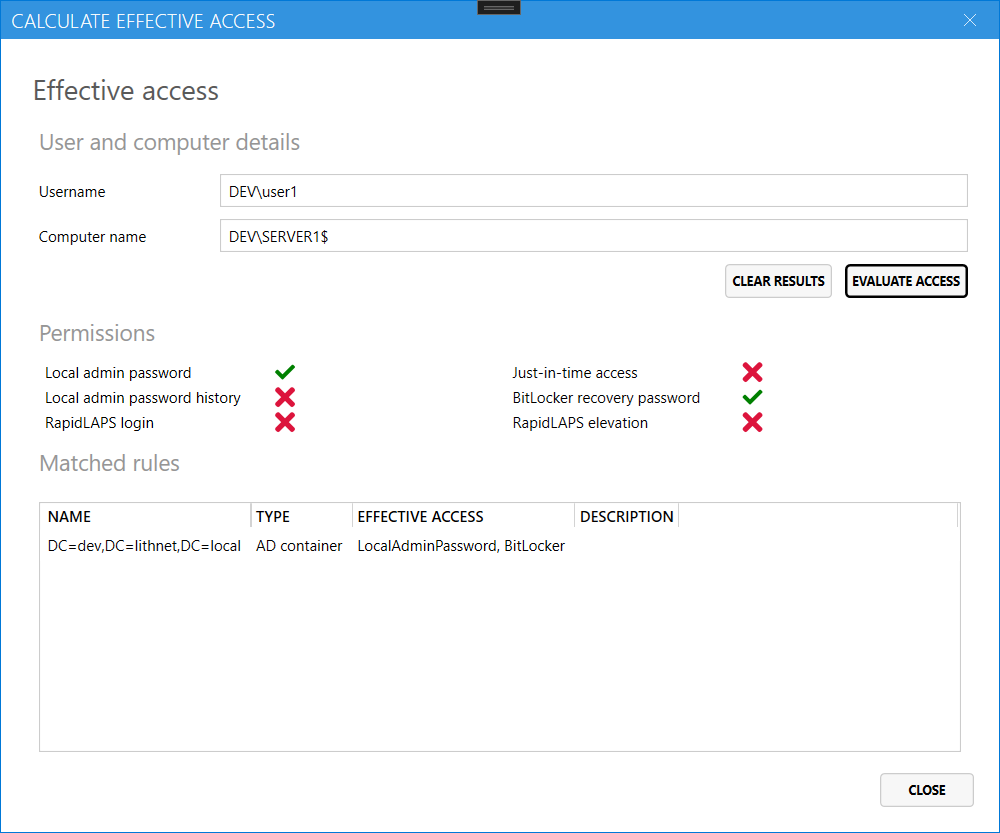 CALCULATE EFFECTIVE ACCESS
Effective access
User and computer details
Username DEV\user1
Computer name DEV\SERVER1$
CLEAR RESULTS EVALUATE ACCESS
Permissions
Local admin password Just-in-time access
Local admin password history BitLocker recovery password
RapidLAPS login RapidLAPS elevation
Matched rules
NAME TYPE EFFECTIVE ACCESS DESCRIPTION
DC=dev,DC=lithnet,DC=local AD container LocalAdminPassword, BitLocker
CLOSE